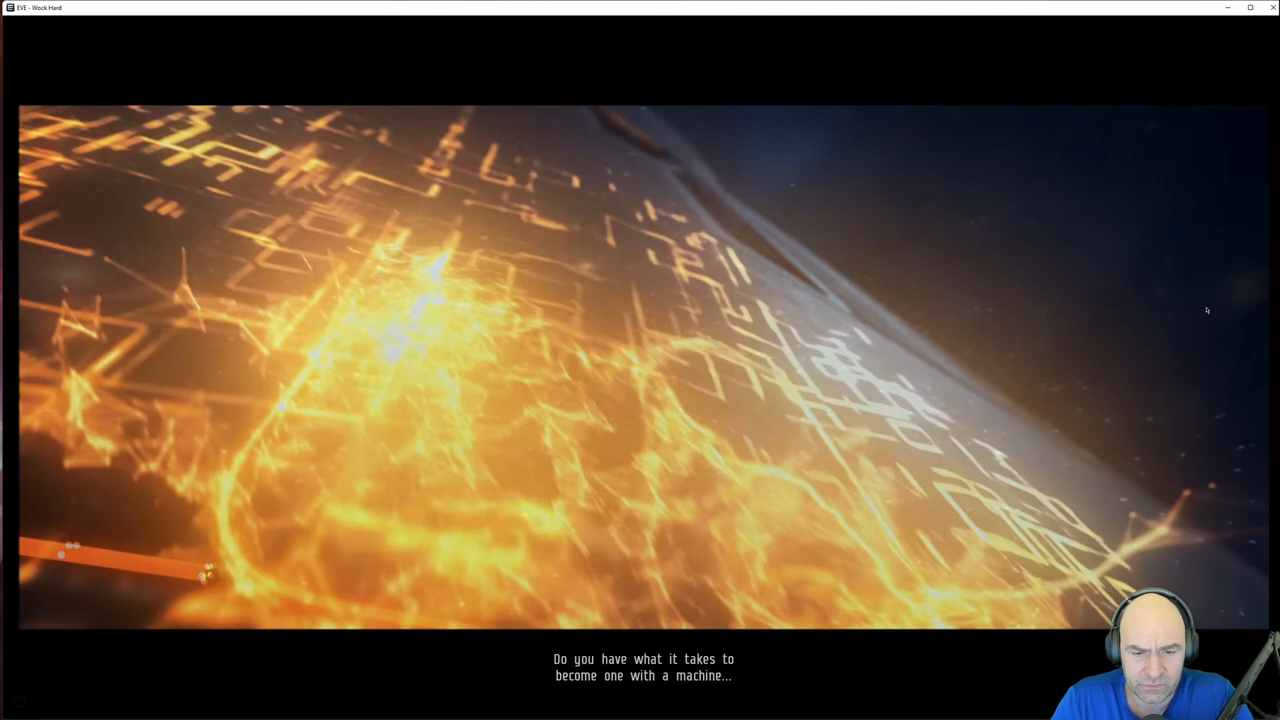 EVE - Wock Hard
Do you have what it takes to
become one with a machine...